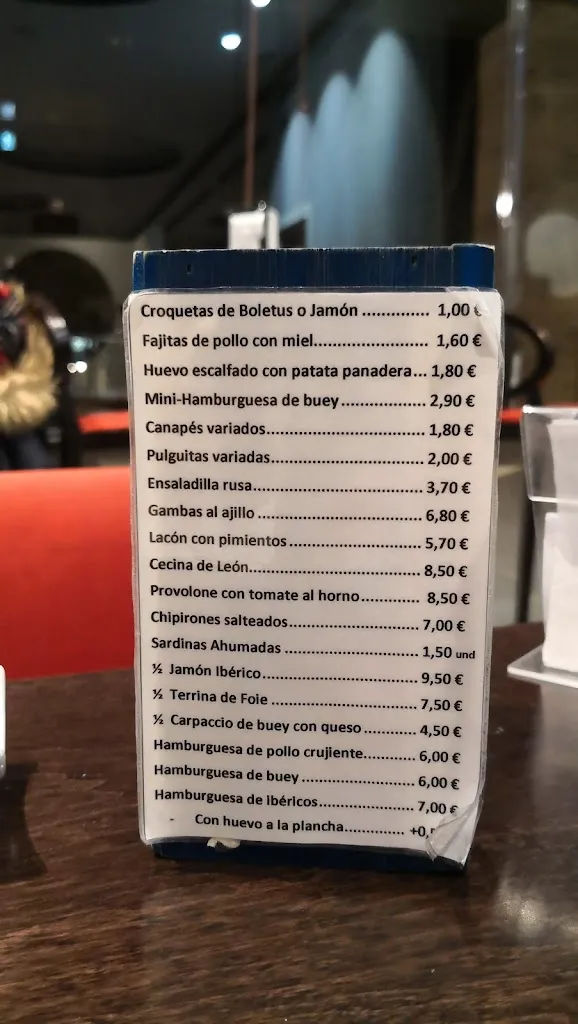 Croquetas de Boletus o Jamón .............. 1,00 €
Fajitas de pollo con miel....................... 1,60 €
Huevo escalfado con patata panadera... 1,80 €
Mini-Hamburguesa de buey.................. 2,90 €
Canapés variados.................................. 1,80 €
Pulguitas variadas................................. 2,00 €
Ensaladilla rusa.................................... 3,70 €
Gambas al ajillo ................................... 6,80 €
Lacón con pimientos............................ 5,70 €
Cecina de León..................................... 8,50 €
Provolone con tomate al horno............ 8,50 €
Chipirones salteados............................ 7,00 €
Sardinas Ahumadas ............................. 1,50 und
½ Jamón Ibérico.................................. 9,50 €
½ Terrina de Foie ................................ 7,50 €
½ Carpaccio de buey con queso ........... 4,50 €
Hamburguesa de pollo crujiente........... 6,00 €
Hamburguesa de buey ......................... 6,00 €
Hamburguesa de ibéricos..................... 7,00 €
- Con huevo a la plancha............. +0,